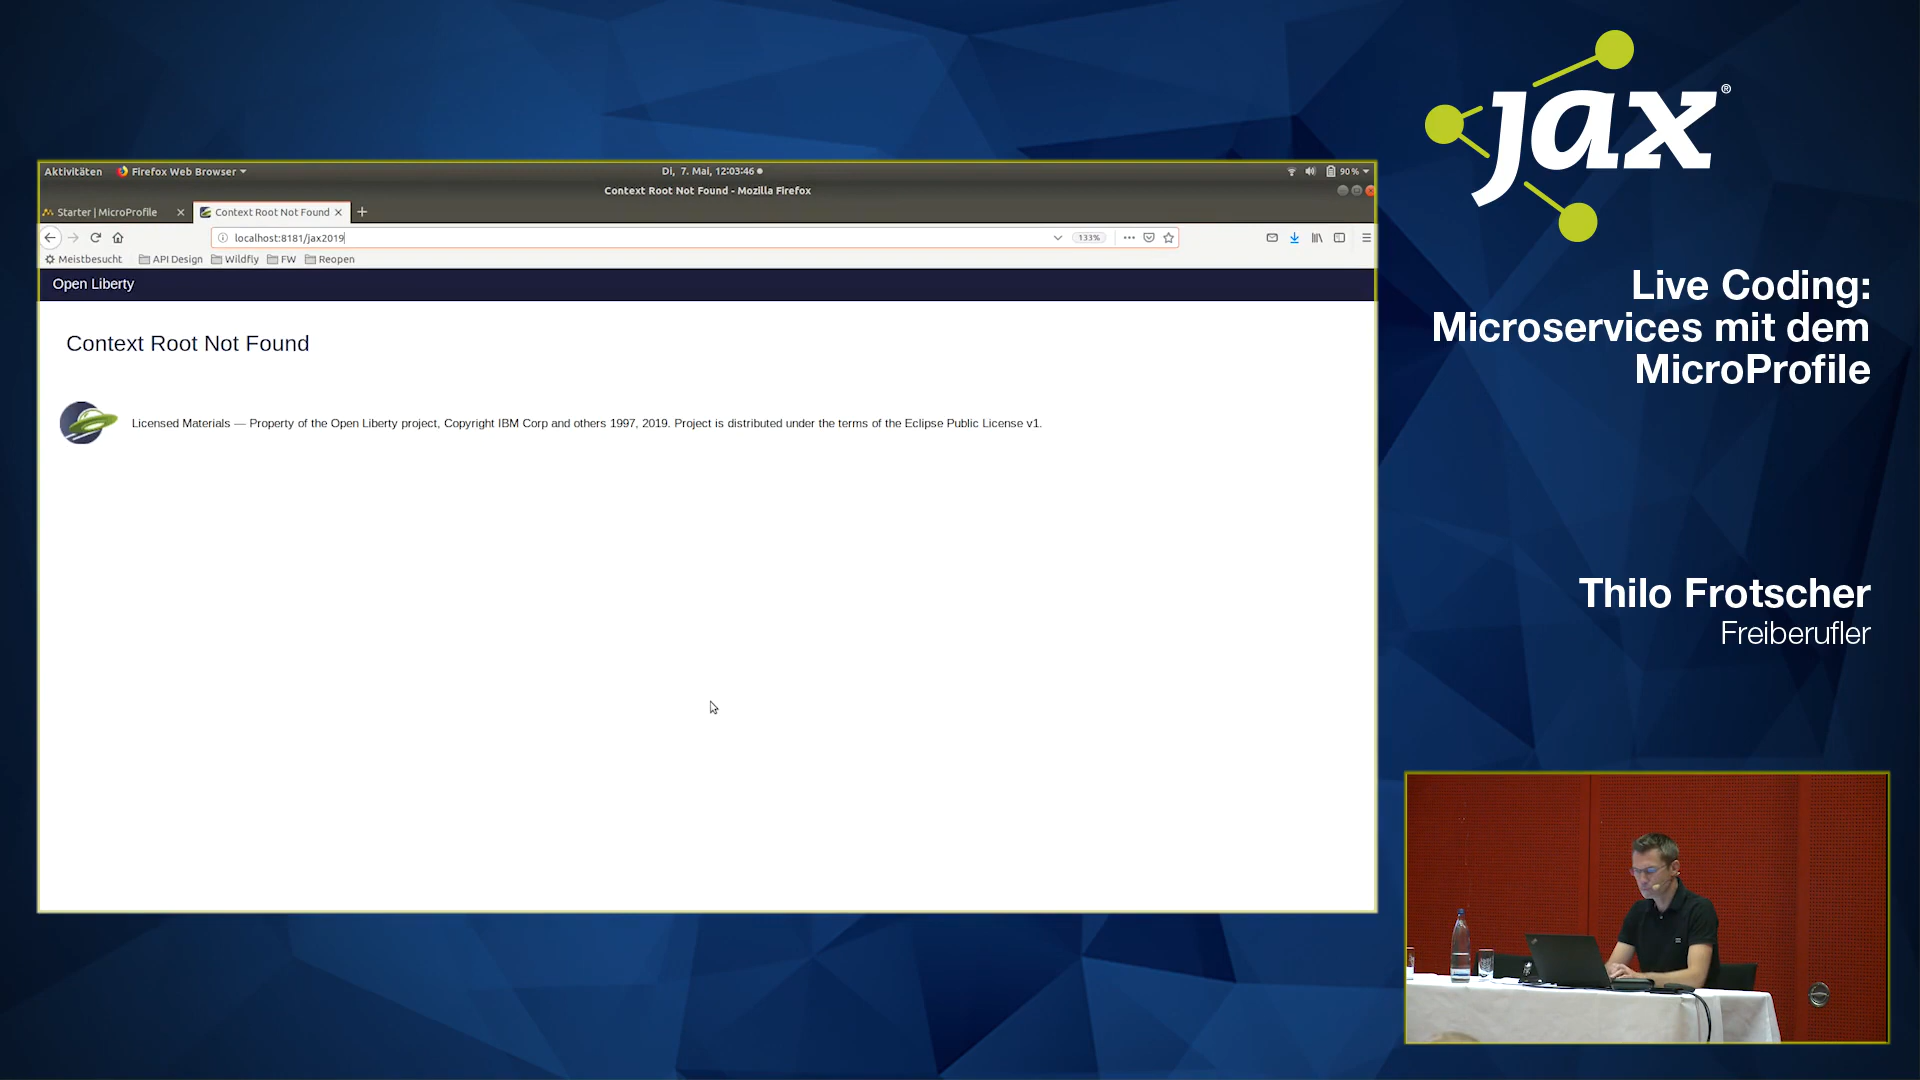 jax®
Live Coding:
Microservices mit dem
MicroProfile
Thilo Frotscher
Freiberufler
Aktivitäten Firefox Web Browser Di, 7. Mai, 12:03:46 90 %
Context Root Not Found - Mozilla Firefox
Starter | MicroProfile Context Root Not Found
localhost:8181/jax2019 133%
Meistbesucht API Design Wildfly FW Reopen
Open Liberty
Context Root Not Found
Licensed Materials — Property of the Open Liberty project, Copyright IBM Corp and others 1997, 2019. Project is distributed under the terms of the Eclipse Public License v1.